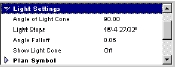 Light Settings
Angle of Light Cone 90.00
Light Slope
Angle Falloff 0.05
Show Light Cone Off
Plan Symbol